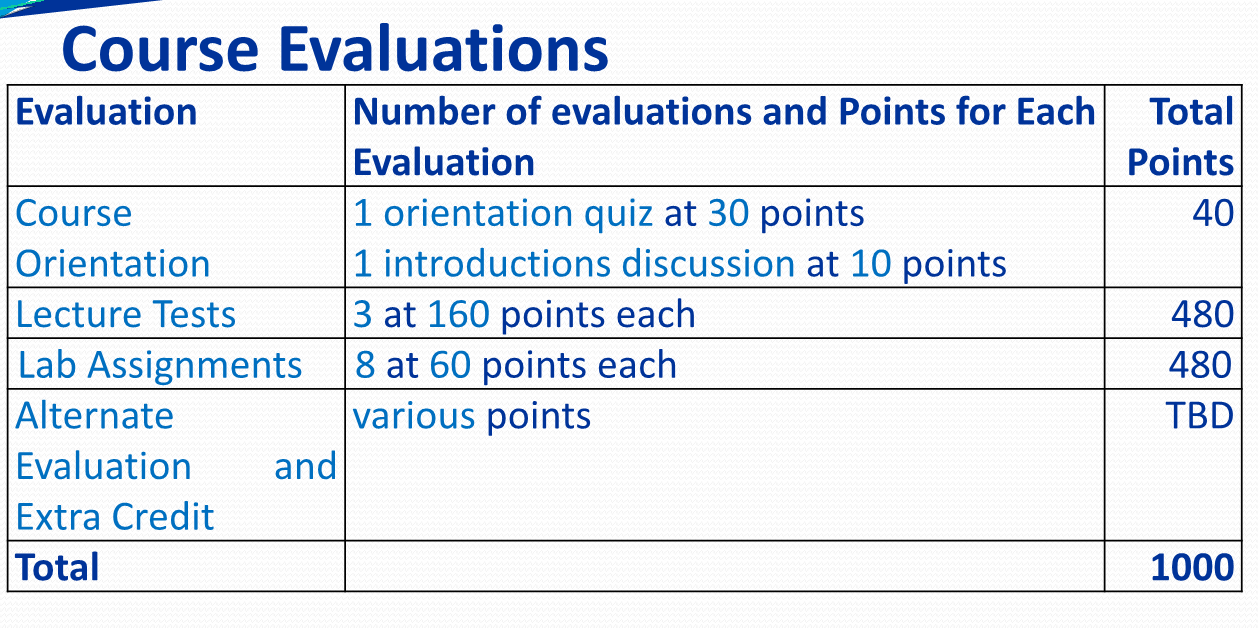 Course Evaluations
Evaluation
Number of evaluations and Points for Each
Evaluation
Total
Points
Course
Orientation
1 orientation quiz at 30 points
1 introductions discussion at 10 points
40
Lecture Tests
3 at 160 points each
480
Lab Assignments
8 at 60 points each
480
Alternate
Evaluation and
Extra Credit
various points
TBD
Total
1000